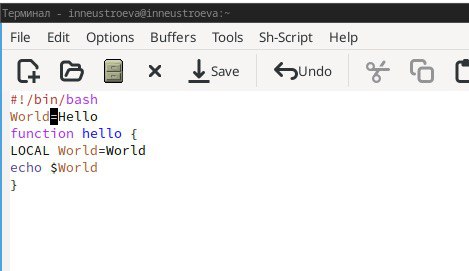 Терминал - inneustroeva@inneustroeva:~
File Edit Options Buffers Tools Sh-Script Help
Save Undo
#!/bin/bash
World=Hello
function hello {
LOCAL World=World
echo $World
}